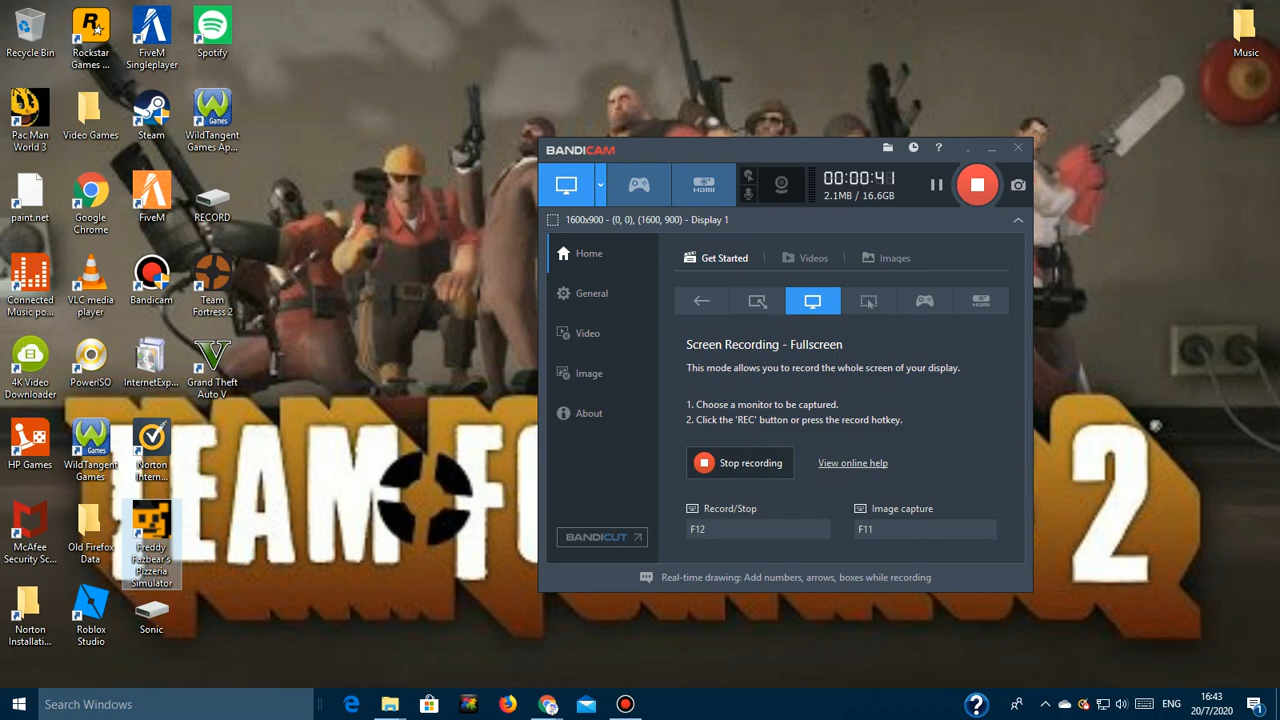 Recycle Bin
Rockstar
Games ...
FiveM
Singleplayer
Spotify
Music
Pac Man
World 3
Video Games
Steam
WildTangent
Games Ap...
paint.net
Google
Chrome
FiveM
RECORD
Connected
Music po...
VLC media
player
Bandicam
Team
Fortress 2
4K Video
Downloader
PowerISO
InternetExp...
Grand Theft
Auto V
HP Games
WildTangent
Games
Norton
Intern...
McAfee
Security Sc...
Old Firefox
Data
Freddy
Fazbear's
Pizzeria
Simulator
Norton
Installati...
Roblox
Studio
Sonic
BANDICAM
HDMI
00:00:41
2.1MB / 16.6GB
1600x900 - (0, 0), (1600, 900) - Display 1
Home
General
Video
Image
About
BANDICUT
Get Started
Videos
Images
HDMI
Screen Recording - Fullscreen
This mode allows you to record the whole screen of your display.
1. Choose a monitor to be captured.
2. Click the 'REC' button or press the record hotkey.
Stop recording
View online help
Record/Stop
Image capture
F12
F11
Real-time drawing: Add numbers, arrows, boxes while recording
TEAM FO
2
Search Windows
ENG
16:43
20/7/2020